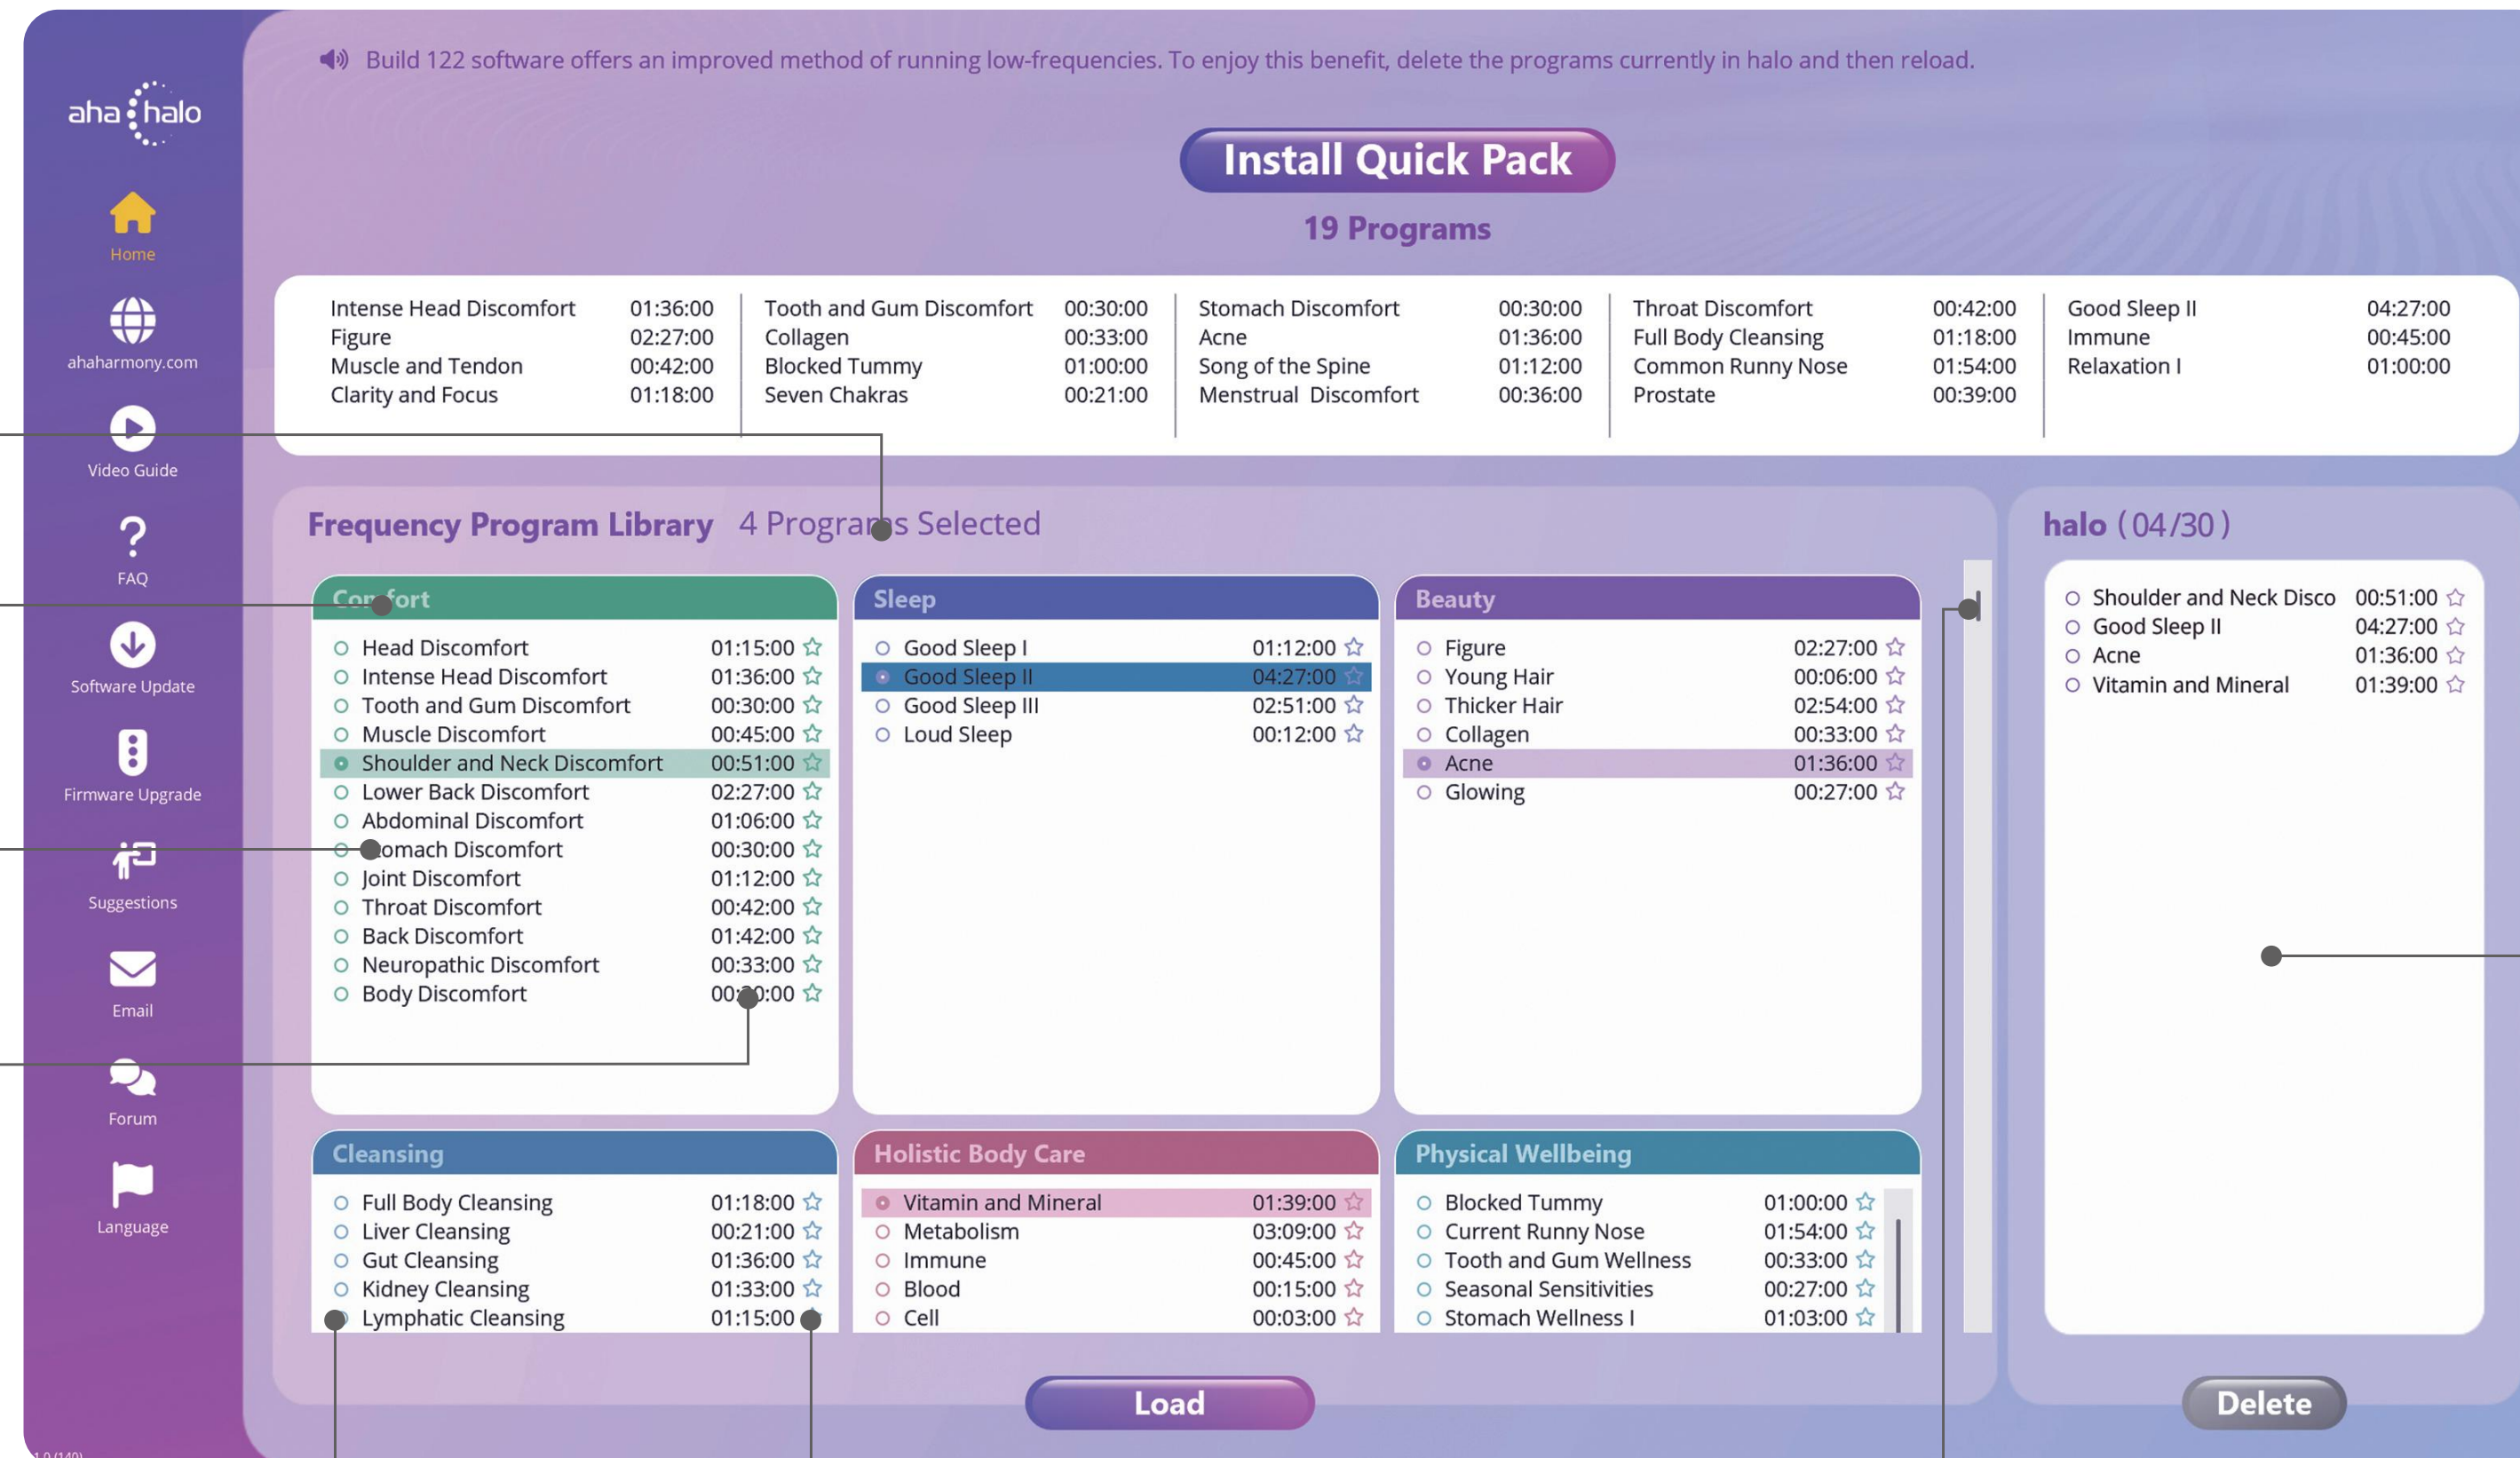 aha halo
Home
ahaharmony.com
Video Guide
FAQ
Software Update
Firmware Upgrade
Suggestions
Email
Forum
Language
Build 122 software offers an improved method of running low-frequencies. To enjoy this benefit, delete the programs currently in halo and then reload.
Install Quick Pack
19 Programs
Intense Head Discomfort 01:36:00
Figure 02:27:00
Muscle and Tendon 00:42:00
Clarity and Focus 01:18:00
Tooth and Gum Discomfort 00:30:00
Collagen 00:33:00
Blocked Tummy 01:00:00
Seven Chakras 00:21:00
Stomach Discomfort 00:30:00
Acne 01:36:00
Song of the Spine 01:12:00
Menstrual Discomfort 00:36:00
Throat Discomfort 00:42:00
Full Body Cleansing 01:18:00
Common Runny Nose 01:54:00
Prostate 00:39:00
Good Sleep II 04:27:00
Immune 00:45:00
Relaxation I 01:00:00
Frequency Program Library 4 Programs Selected
Comfort
Head Discomfort 01:15:00
Intense Head Discomfort 01:36:00
Tooth and Gum Discomfort 00:30:00
Muscle Discomfort 00:45:00
Shoulder and Neck Discomfort 00:51:00
Lower Back Discomfort 02:27:00
Abdominal Discomfort 01:06:00
Stomach Discomfort 00:30:00
Joint Discomfort 01:12:00
Throat Discomfort 00:42:00
Back Discomfort 01:42:00
Neuropathic Discomfort 00:33:00
Body Discomfort
Sleep
Good Sleep I 01:12:00
Good Sleep II 04:27:00
Good Sleep III 02:51:00
Loud Sleep 00:12:00
Beauty
Figure 02:27:00
Young Hair 00:06:00
Thicker Hair 02:54:00
Collagen 00:33:00
Acne 01:36:00
Glowing 00:27:00
Cleansing
Full Body Cleansing 01:18:00
Liver Cleansing 00:21:00
Gut Cleansing 01:36:00
Kidney Cleansing 01:33:00
Lymphatic Cleansing 01:15:00
Holistic Body Care
Vitamin and Mineral 01:39:00
Metabolism 03:09:00
Immune 00:45:00
Blood 00:15:00
Cell 00:03:00
Physical Wellbeing
Blocked Tummy 01:00:00
Current Runny Nose 01:54:00
Tooth and Gum Wellness 00:33:00
Seasonal Sensitivities 00:27:00
Stomach Wellness I 01:03:00
Load
halo (04/30)
Shoulder and Neck Disco 00:51:00
Good Sleep II 04:27:00
Acne 01:36:00
Vitamin and Mineral 01:39:00
Delete